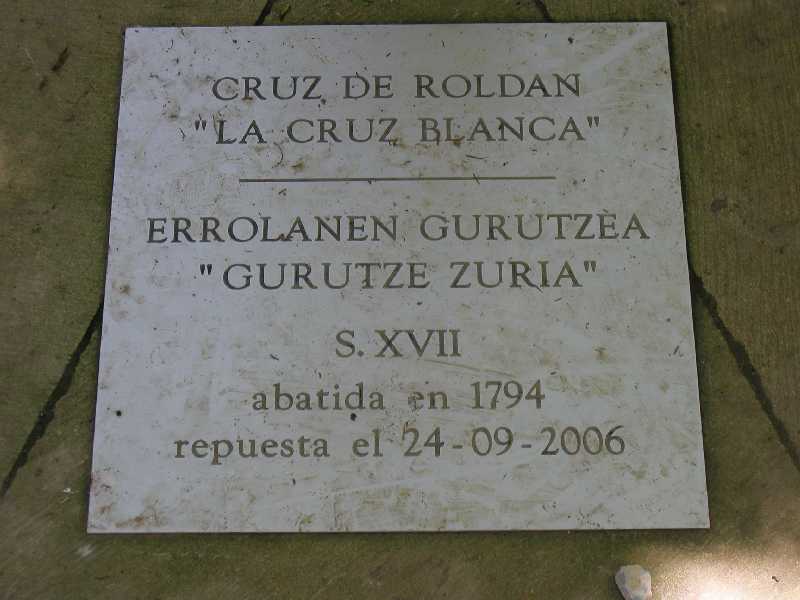 CRUZ DE ROLDAN
"LA CRUZ BLANCA"
ERROLANEN GURUTZEA
"GURUTZE ZURIA"
S. XVII
abatida en 1794
repuesta el 24-09-2006